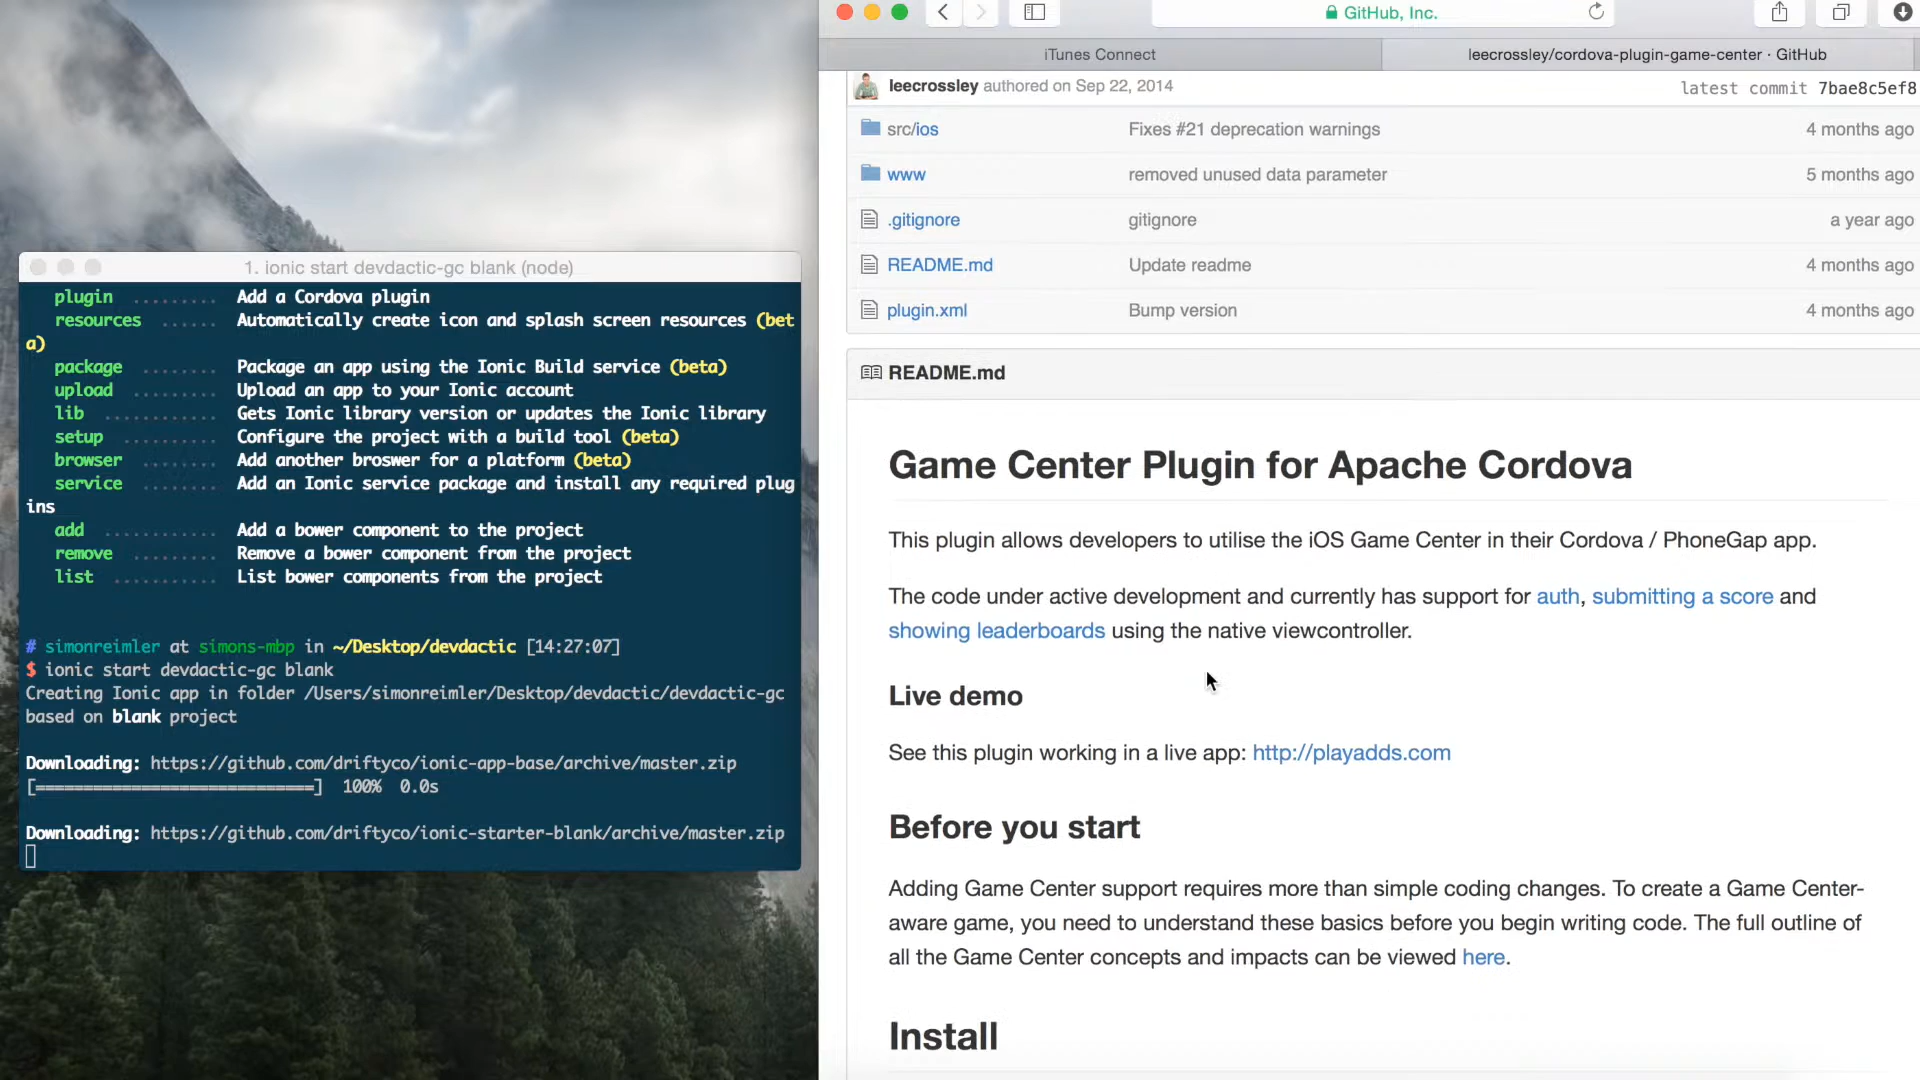 1. ionic start devdactic-gc blank (node)
plugin ......... Add a Cordova plugin
resources ...... Automatically create icon and splash screen resources (bet
a)
package ........ Package an app using the Ionic Build service (beta)
upload ......... Upload an app to your Ionic account
lib ............ Gets Ionic library version or updates the Ionic library
setup .......... Configure the project with a build tool (beta)
browser ........ Add another broswer for a platform (beta)
service ........ Add an Ionic service package and install any required plug
ins
add ............ Add a bower component to the project
remove ......... Remove a bower component from the project
list ........... List bower components from the project
# simonreimler at simons-mbp in ~/Desktop/devdactic [14:27:07]
$ ionic start devdactic-gc blank
Creating Ionic app in folder /Users/simonreimler/Desktop/devdactic/devdactic-gc
based on blank project
Downloading: https://github.com/driftyco/ionic-app-base/archive/master.zip
[=============================] 100% 0.0s
Downloading: https://github.com/driftyco/ionic-starter-blank/archive/master.zip
GitHub, Inc.
iTunes Connect
leecrossley/cordova-plugin-game-center · GitHub
leecrossley authored on Sep 22, 2014 latest commit 7bae8c5ef8
src/ios Fixes #21 deprecation warnings 4 months ago
www removed unused data parameter 5 months ago
.gitignore gitignore a year ago
README.md Update readme 4 months ago
plugin.xml Bump version 4 months ago
README.md
Game Center Plugin for Apache Cordova
This plugin allows developers to utilise the iOS Game Center in their Cordova / PhoneGap app.
The code under active development and currently has support for auth, submitting a score and
showing leaderboards using the native viewcontroller.
Live demo
See this plugin working in a live app: http://playadds.com
Before you start
Adding Game Center support requires more than simple coding changes. To create a Game Center-
aware game, you need to understand these basics before you begin writing code. The full outline of
all the Game Center concepts and impacts can be viewed here.
Install